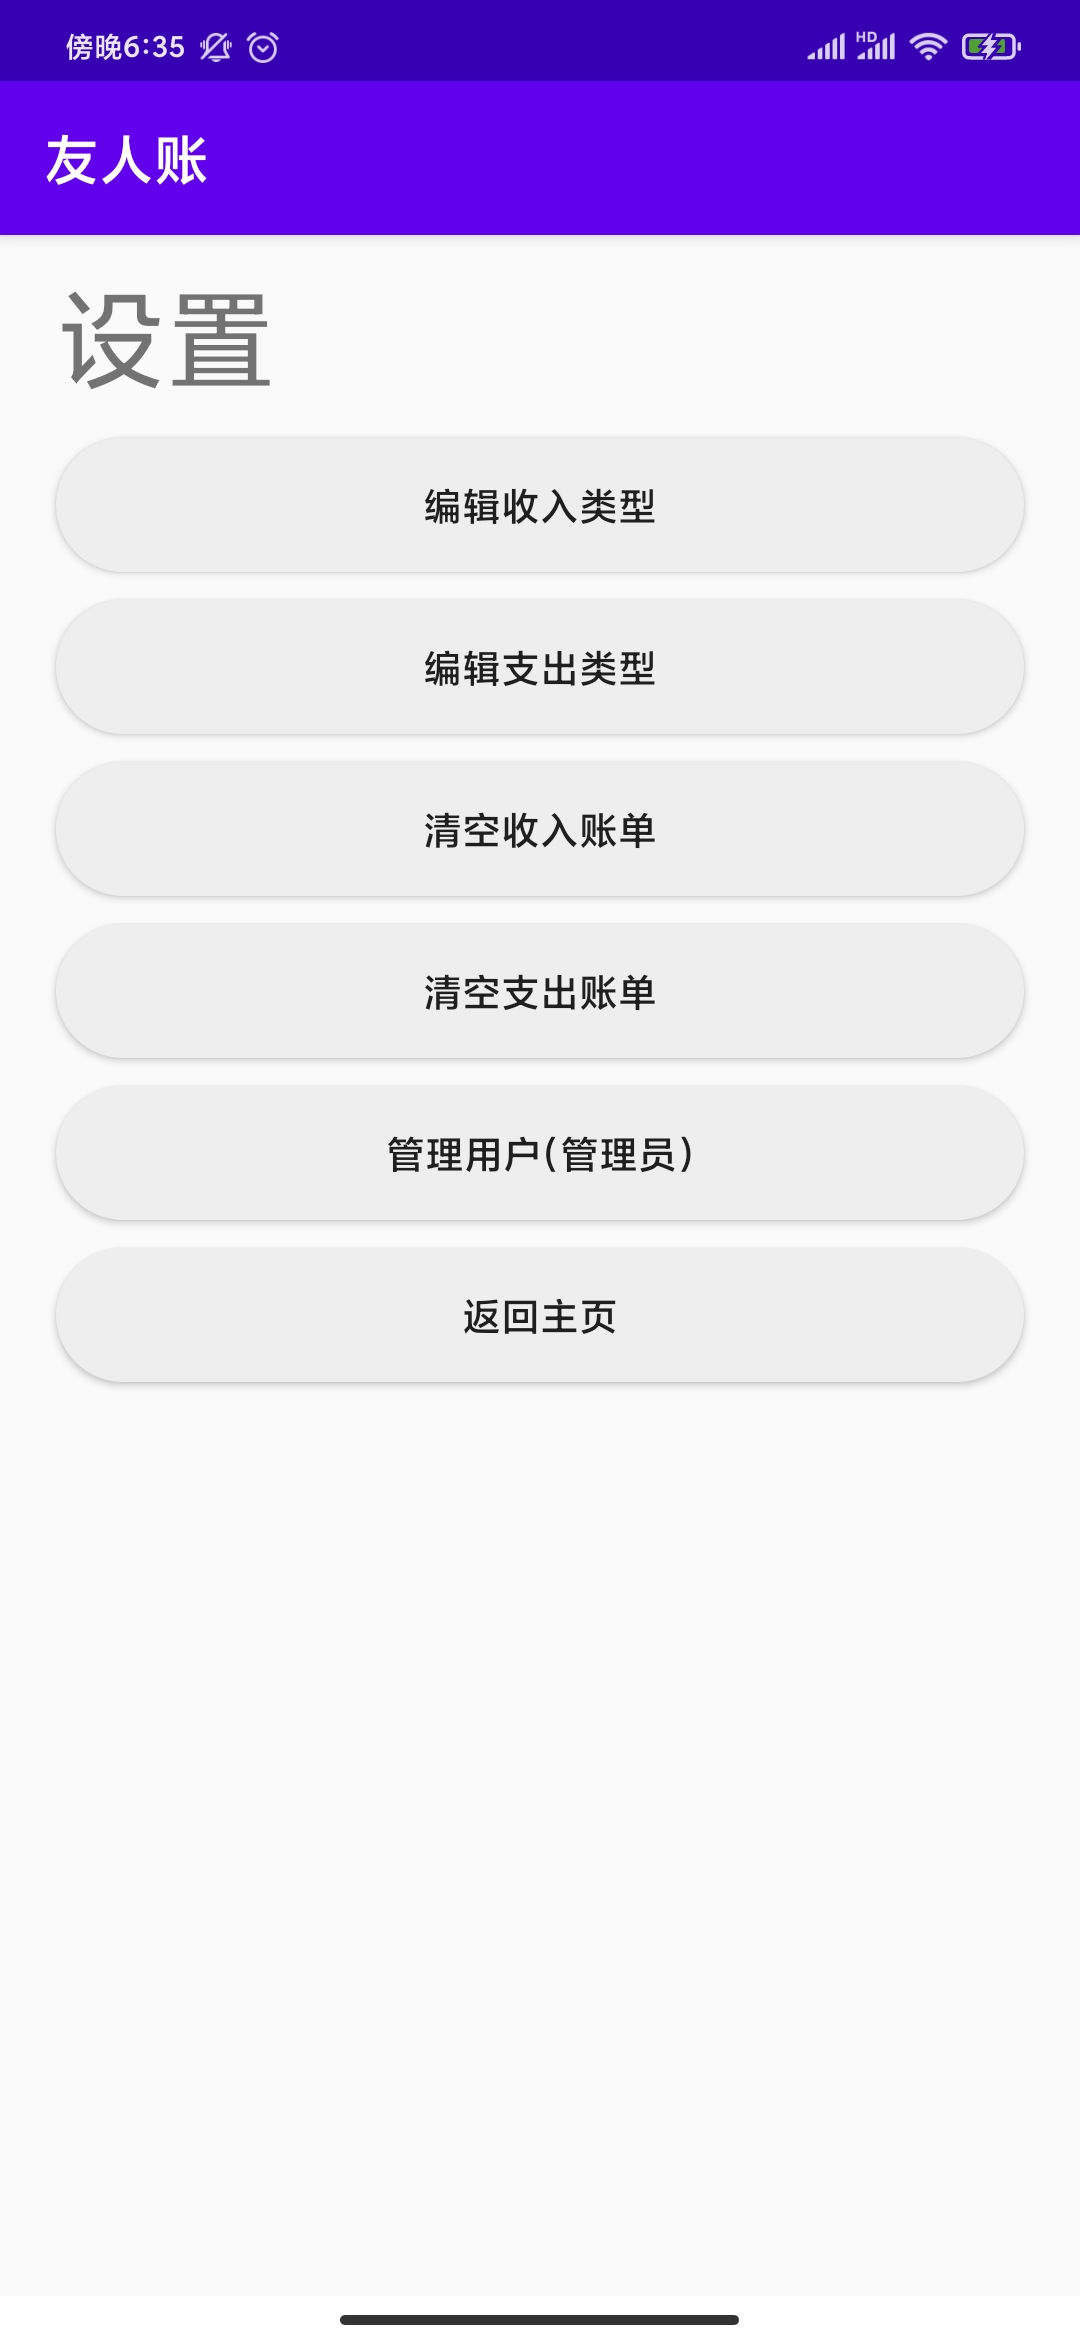 傍晚6:35
HD
友人账
设置
编辑收入类型
编辑支出类型
清空收入账单
清空支出账单
管理用户(管理员)
返回主页